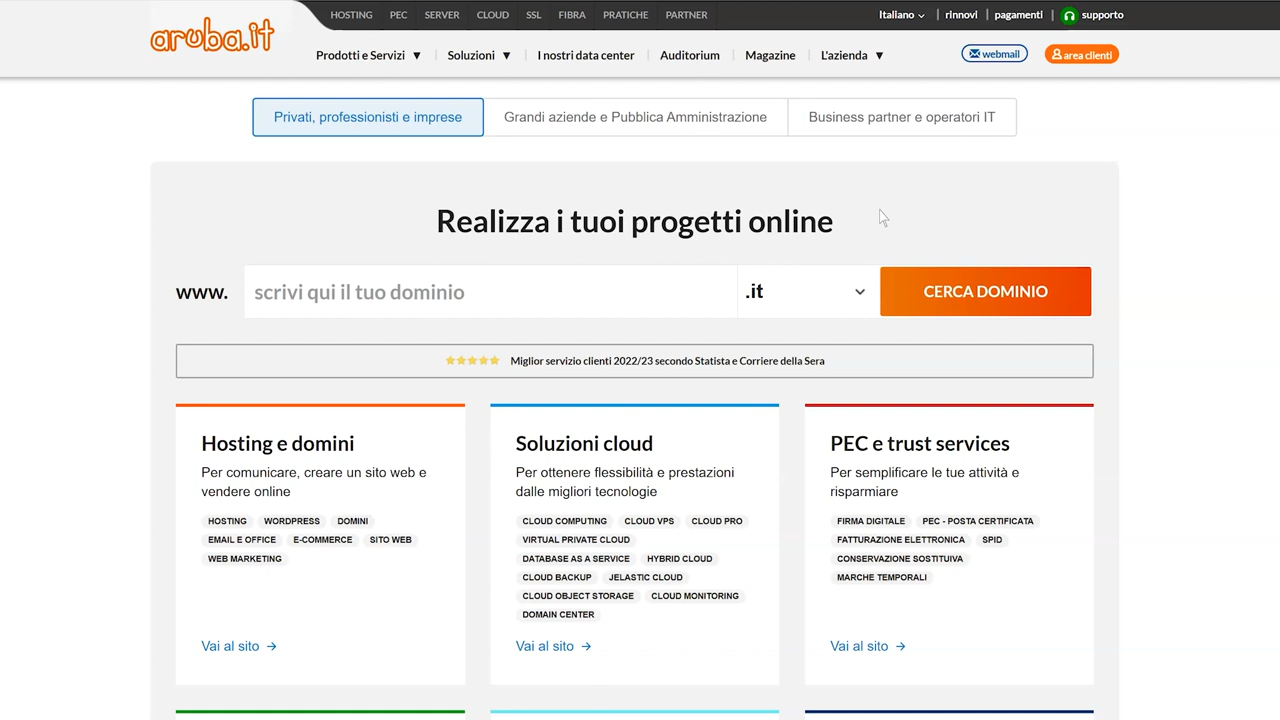 aruba.it
HOSTING PEC SERVER CLOUD SSL FIBRA PRATICHE PARTNER
Italiano | rinnovi | pagamenti | supporto
Prodotti e Servizi ▼ Soluzioni ▼ I nostri data center Auditorium Magazine L'azienda ▼
webmail area clienti
Privati, professionisti e imprese Grandi aziende e Pubblica Amministrazione Business partner e operatori IT
Realizza i tuoi progetti online
www. scrivi qui il tuo dominio .it CERCA DOMINIO
Miglior servizio clienti 2022/23 secondo Statista e Corriere della Sera
Hosting e domini
Per comunicare, creare un sito web e
vendere online
HOSTING WORDPRESS DOMINI
EMAIL E OFFICE E-COMMERCE SITO WEB
WEB MARKETING
Vai al sito →
Soluzioni cloud
Per ottenere flessibilità e prestazioni
dalle migliori tecnologie
CLOUD COMPUTING CLOUD VPS CLOUD PRO
VIRTUAL PRIVATE CLOUD
DATABASE AS A SERVICE HYBRID CLOUD
CLOUD BACKUP JELASTIC CLOUD
CLOUD OBJECT STORAGE CLOUD MONITORING
DOMAIN CENTER
Vai al sito →
PEC e trust services
Per semplificare le tue attività e
risparmiare
FIRMA DIGITALE PEC - POSTA CERTIFICATA
FATTURAZIONE ELETTRONICA SPID
CONSERVAZIONE SOSTITUIVA
MARCHE TEMPORALI
Vai al sito →